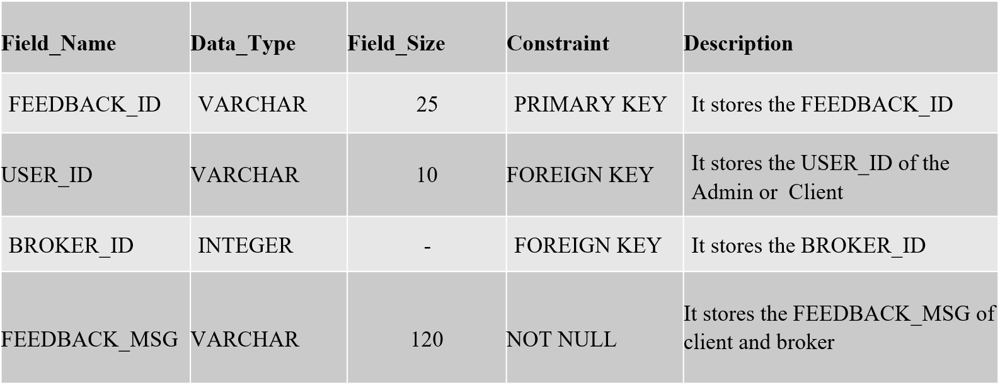 Field_Name Data_Type Field_Size Constraint Description
FEEDBACK_ID VARCHAR 25 PRIMARY KEY It stores the FEEDBACK_ID
USER_ID VARCHAR 10 FOREIGN KEY It stores the USER_ID of the
Admin or  Client
BROKER_ID INTEGER - FOREIGN KEY It stores the BROKER_ID
FEEDBACK_MSG VARCHAR 120 NOT NULL It stores the FEEDBACK_MSG of
client and broker